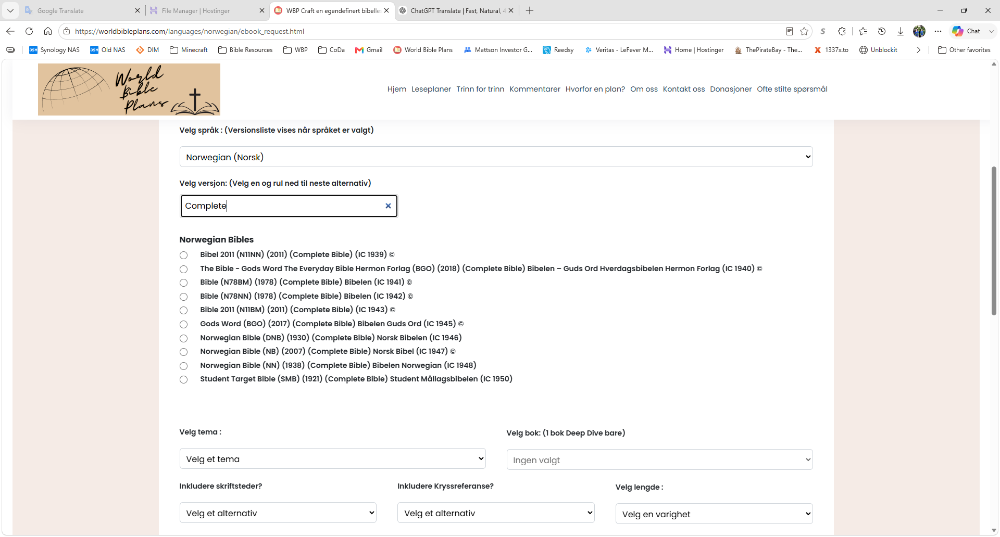 Google Translate
File Manager | Hostinger
WBP Craft en egendefinert bibelle
ChatGPT Translate | Fast, Natural,
https://worldbibleplans.com/languages/norwegian/ebook_request.html
Chat
DSM Synology NAS
DSM Old NAS
DIM
Minecraft
Bible Resources
WBP
CoDa
Gmail
World Bible Plans
Mattson Investor G...
Reedsy
Veritas - LeFever M...
Home | Hostinger
ThePirateBay - The...
1337x.to
Unblockit
Other favorites
World
Bible
Plans
Hjem Leseplaner Trinn for trinn Kommentarer Hvorfor en plan? Om oss Kontakt oss Donasjoner Ofte stilte spørsmål
Velg språk : (Versionsliste vises når språket er valgt)
Norwegian (Norsk)
Velg versjon: (Velg en og rul ned til neste alternativ)
Complete
Norwegian Bibles
Bibel 2011 (N11NN) (2011) (Complete Bible) (IC 1939) ©
The Bible - Gods Word The Everyday Bible Hermon Forlag (BGO) (2018) (Complete Bible) Bibelen – Guds Ord Hverdagsbibelen Hermon Forlag (IC 1940) ©
Bible (N78BM) (1978) (Complete Bible) Bibelen (IC 1941) ©
Bible (N78NN) (1978) (Complete Bible) Bibelen (IC 1942) ©
Bible 2011 (N11BM) (2011) (Complete Bible) (IC 1943) ©
Gods Word (BGO) (2017) (Complete Bible) Bibelen Guds Ord (IC 1945) ©
Norwegian Bible (DNB) (1930) (Complete Bible) Norsk Bibelen (IC 1946)
Norwegian Bible (NB) (2007) (Complete Bible) Norsk Bibel (IC 1947) ©
Norwegian Bible (NN) (1938) (Complete Bible) Bibelen Norwegian (IC 1948)
Student Target Bible (SMB) (1921) (Complete Bible) Student Mållagsbibelen (IC 1950)
Velg tema :
Velg bok: (1 bok Deep Dive bare)
Velg et tema
Ingen valgt
Inkludere skriftsteder?
Inkludere Kryssreferanse?
Velg lengde :
Velg et alternativ
Velg et alternativ
Velg en varighet